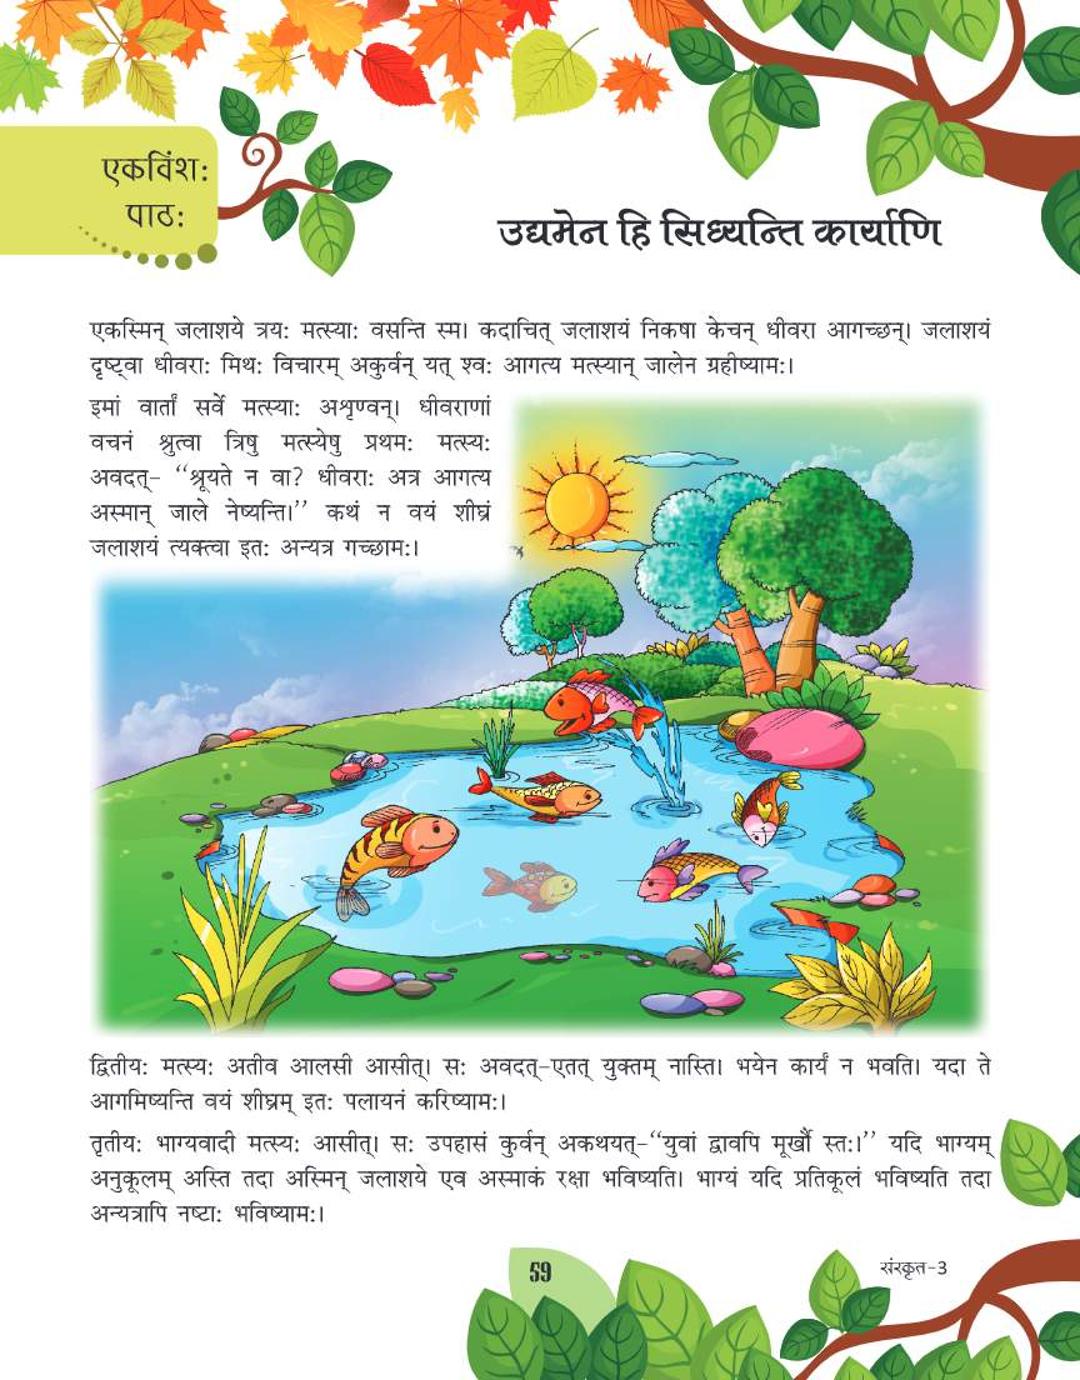 एकविंश:
पाठ:
उद्यमेन हि सिध्यन्ति कार्याणि
एकस्मिन् जलाशये त्रय: मत्स्या: वसन्ति स्म। कदाचित् जलाशयं निकषा केचन् धीवरा आगच्छन्। जलाशयं
दृष्ट्वा धीवरा: मिथ: विचारम् अकुर्वन् यत् श्व: आगत्य मत्स्यान् जालेन ग्रहीष्याम:।
इमां वार्तां सर्वे मत्स्या: अशृण्वन्। धीवराणां
वचनं श्रुत्वा त्रिषु मत्स्येषु प्रथम: मत्स्य:
अवदत्- ‘‘श्रूयते न वा? धीवरा: अत्र आगत्य
अस्मान् जाले नेष्यन्ति।’’ कथं न वयं शीघ्रं
जलाशयं त्यक्त्वा इत: अन्यत्र गच्छाम:।
द्वितीय: मत्स्य: अतीव आलसी आसीत्। स: अवदत्-एतत् युक्तम् नास्ति। भयेन कार्यं न भवति। यदा ते
आगमिष्यन्ति वयं शीघ्रम् इत: पलायनं करिष्याम:।
तृतीय: भाग्यवादी मत्स्य: आसीत्। स: उपहासं कुर्वन् अकथयत्-‘‘युवां द्वावपि मूर्खौ स्त:।’’ यदि भाग्यम्
अनुकूलम् अस्ति तदा अस्मिन् जलाशये एव अस्माकं रक्षा भविष्यति। भाग्यं यदि प्रतिकूलं भविष्यति तदा
अन्यत्रापि नष्टा: भविष्याम:।
59
संस्कृत-3